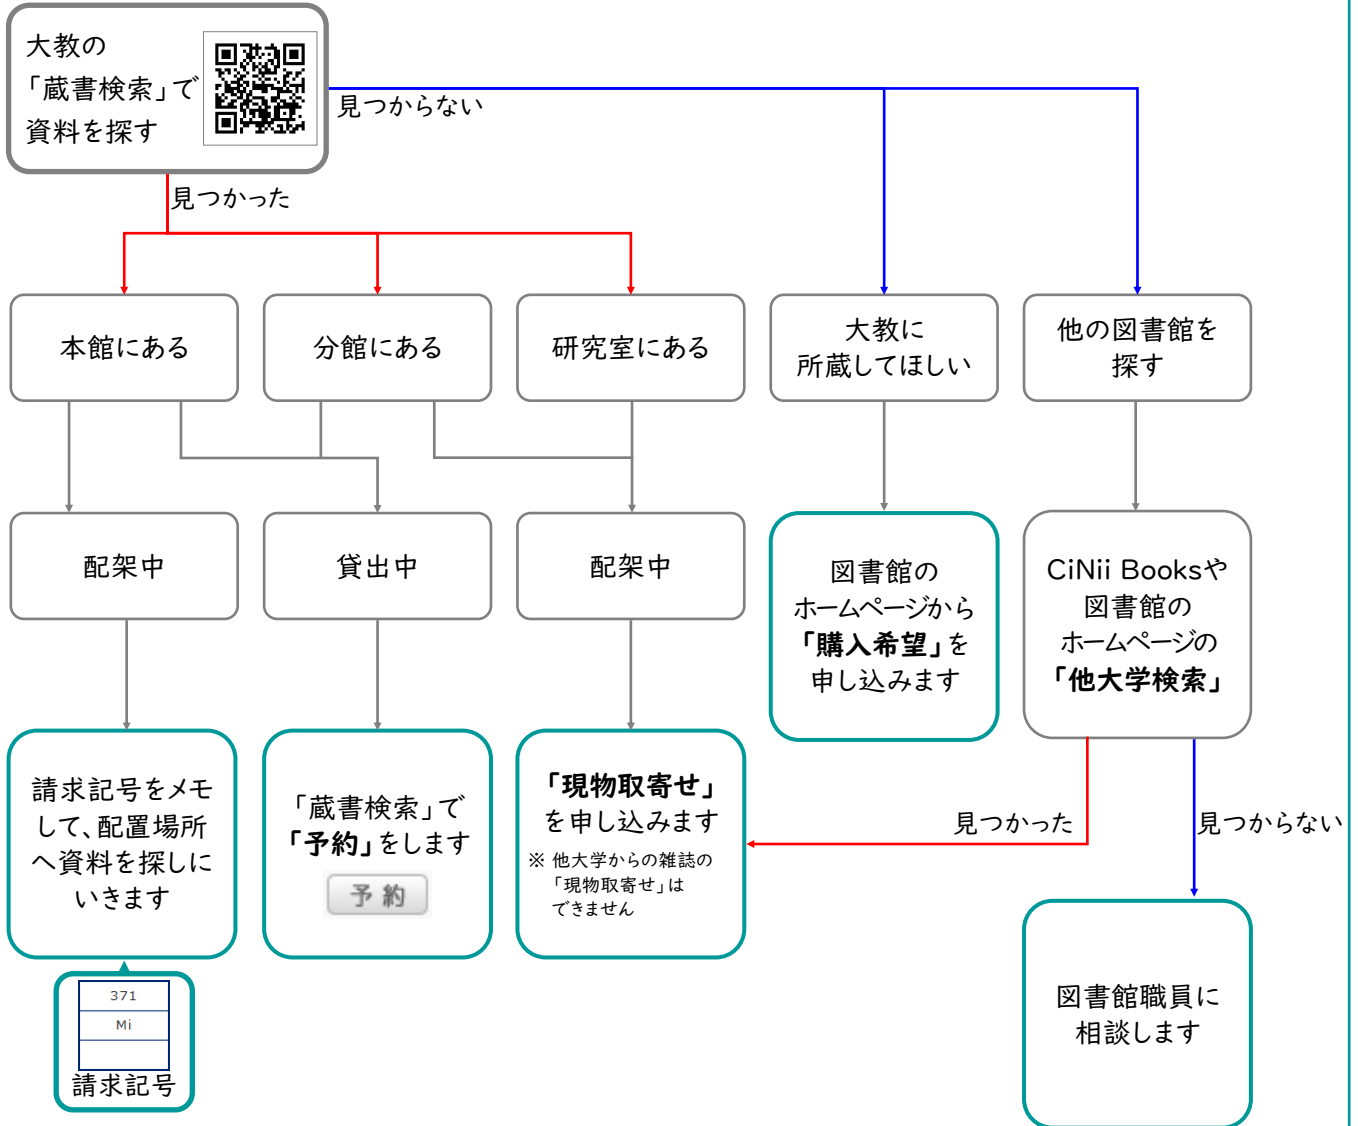 大教の
「蔵書検索」で
資料を探す
見つからない
見つかった
本館にある
分館にある
研究室にある
大教に
所蔵してほしい
他の図書館を
探す
配架中
貸出中
配架中
図書館の
ホームページから
「購入希望」を
申し込みます
CiNii Booksや
図書館の
ホームページの
「他大学検索」
請求記号をメモ
して、配置場所
へ資料を探しに
いきます
「蔵書検索」で
「予約」をします
予約
「現物取寄せ」
を申し込みます
※ 他大学からの雑誌の
「現物取寄せ」は
できません
見つかった
見つからない
371
Mi
請求記号
図書館職員に
相談します